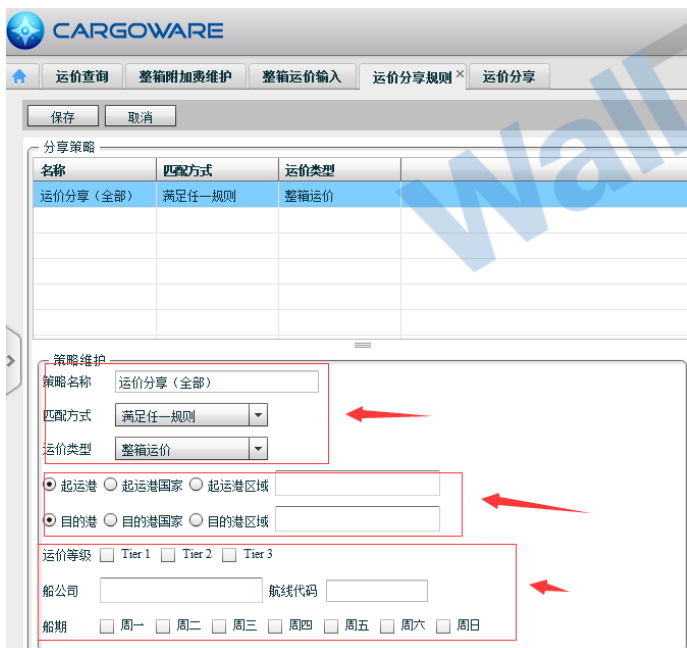 CARGOWARE
运价查询 整箱附加费维护 整箱运价输入 运价分享规则 × 运价分享
保存 取消
分享策略
名称 匹配方式 运价类型
运价分享（全部） 满足任一规则 整箱运价
策略维护
策略名称 运价分享（全部）
匹配方式 满足任一规则
运价类型 整箱运价
起运港 起运港国家 起运港区域
目的港 目的港国家 目的港区域
运价等级 Tier 1 Tier 2 Tier 3
船公司 航线代码
船期 周一 周二 周三 周四 周五 周六 周日
Wall